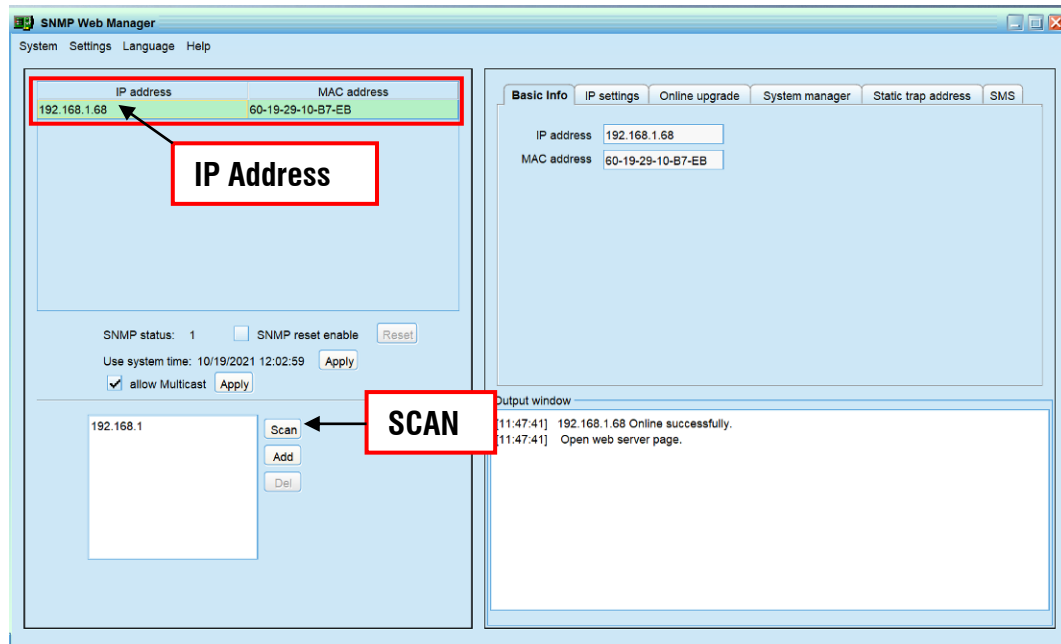 SNMP Web Manager
System Settings Language Help
IP address MAC address
192.168.1.68 60-19-29-10-B7-EB
IP Address
SNMP status: 1 SNMP reset enable Reset
Use system time: 10/19/2021 12:02:59 Apply
allow Multicast Apply
192.168.1
Scan
Add
Del
SCAN
Basic Info IP settings Online upgrade System manager Static trap address SMS
IP address 192.168.1.68
MAC address 60-19-29-10-B7-EB
Output window
[11:47:41] 192.168.1.68 Online successfully.
[11:47:41] Open web server page.